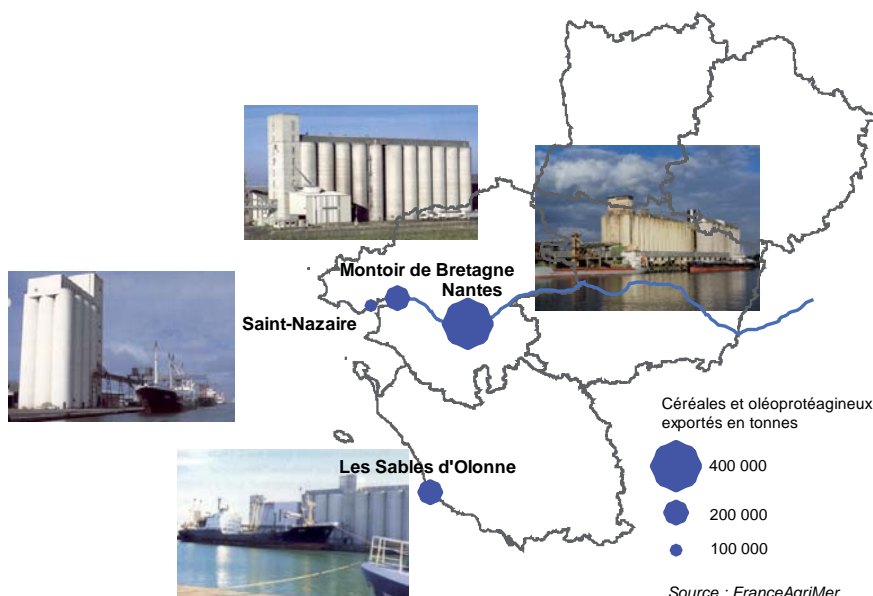 Montoir de Bretagne
Nantes
Saint-Nazaire
Les Sables d'Olonne
Céréales et oléoprotéagineux
exportés en tonnes
400 000
200 000
100 000
Source : FranceAgriMer